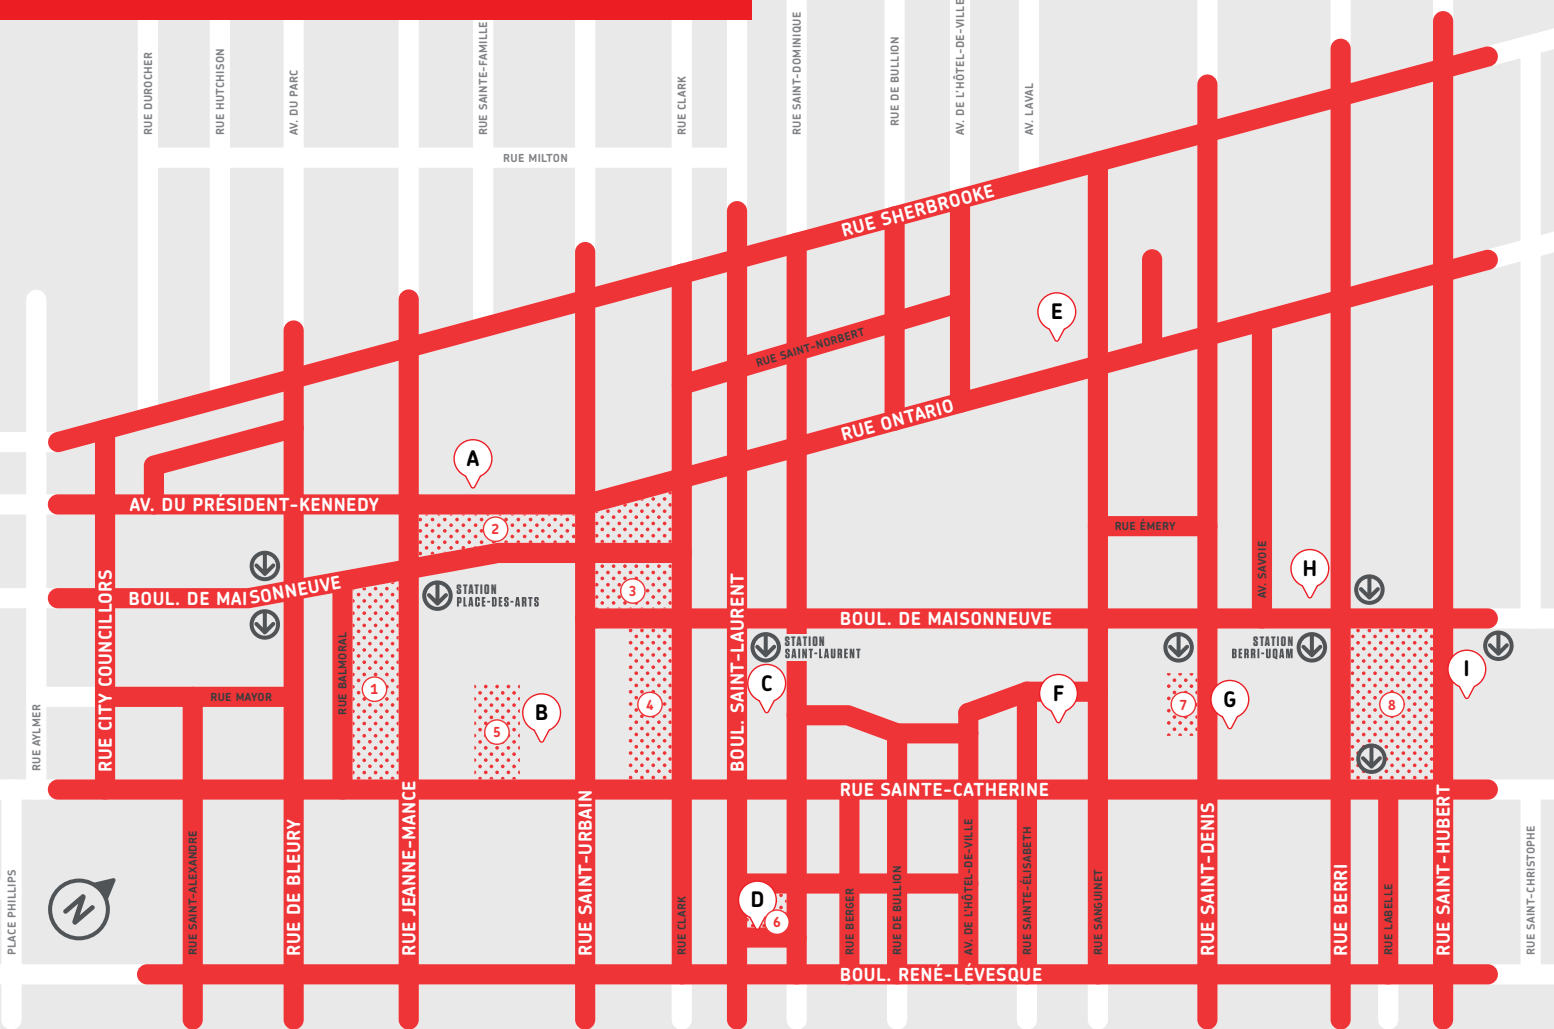 RUE DUROCHER
RUE HUTCHISON
AV. DU PARC
RUE SAINTE-FAMILLE
RUE CLARK
RUE SAINT-DOMINIQUE
RUE DE BULLION
AV. DE L'HÔTEL-DE-VILLE
AV. LAVAL
RUE MILTON
RUE SHERBROOKE
E
RUE SAINT-NORBERT
RUE ONTARIO
A
AV. DU PRÉSIDENT-KENNEDY
2
RUE ÉMERY
BOUL. DE MAISONNEUVE
STATION
PLACE-DES-ARTS
3
AV. SAVOIE
H
BOUL. DE MAISONNEUVE
STATION
SAINT-LAURENT
STATION
BERRI-UQAM
RUE CITY COUNCILLORS
RUE BALMORAL
BOUL. SAINT-LAURENT
RUE MAYOR
1
B
5
4
C
F
7
G
8
I
RUE AYLMER
RUE SAINTE-CATHERINE
PLACE PHILLIPS
N
RUE SAINT-ALEXANDRE
RUE DE BLEURY
RUE JEANNE-MANCE
RUE SAINT-URBAIN
RUE CLARK
D
6
RUE BERGER
RUE DE BULLION
AV. DE L'HÔTEL-DE-VILLE
RUE SAINTE-ÉLISABETH
RUE SANGUINET
RUE SAINT-DENIS
RUE BERRI
RUE LABELLE
RUE SAINT-HUBERT
RUE SAINT-CHRISTOPHE
BOUL. RENÉ-LÉVESQUE